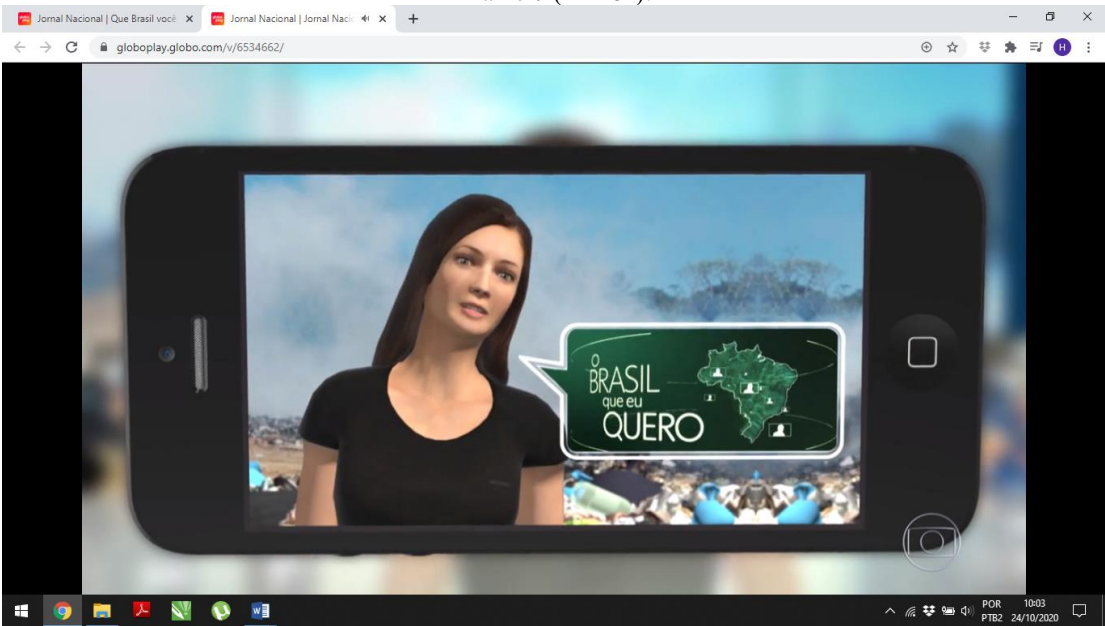 Jornal Nacional | Que Brasil você
Jornal Nacional | Jornal Nac
globoplay.globo.com/v/6534662/
H
O
BRASIL
que eu
QUERO
POR
10:03
PTB2
24/10/2020